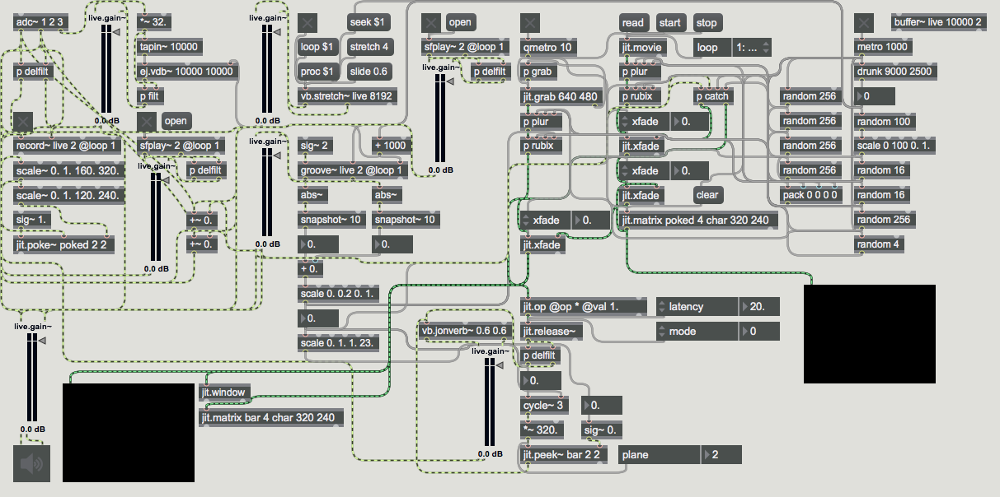 adc~ 1 2 3
live.gain~
*~ 32.
live.gain~
seek $1
open
read
start
stop
buffer~ live 10000 2
tapin~ 10000
loop $1
stretch 4
sfplay~ 2 @loop 1
qmetro 10
jit.movie
loop
1: ...
metro 1000
p delfilt
ej.vdb~ 10000 10000
proc $1
slide 0.6
live.gain~
p delfilt
p grab
p plur
drunk 9000 2500
p filt
vb.stretch~ live 8192
jit.grab 640 480
p rubix
p catch
random 256
0
0.0 dB
open
0.0 dB
p plur
xfade
0.
random 256
random 100
record~ live 2 @loop 1
sfplay~ 2 @loop 1
live.gain~
sig~ 2
+ 1000
p rubix
jit.xfade
random 256
scale 0 100 0. 1.
scale~ 0. 1. 160. 320.
live.gain~
p delfilt
groove~ live 2 @loop 1
0.0 dB
xfade
0.
random 256
random 16
scale~ 0. 1. 120. 240.
abs~
abs~
jit.xfade
clear
pack 0 0 0 0
random 16
sig~ 1.
+~ 0.
snapshot~ 10
snapshot~ 10
xfade
0.
jit.matrix poked 4 char 320 240
random 256
jit.poke~ poked 2 2
+~ 0.
0.0 dB
0.
0.
jit.xfade
random 4
0.0 dB
+ 0.
scale 0. 0.2 0. 1.
jit.op @op * @val 1.
latency
20.
0.
live.gain~
vb.jonverb~ 0.6 0.6
jit.release~
mode
0
scale 0. 1. 1. 23.
live.gain~
p delfilt
0.
jit.window
cycle~ 3
0.
jit.matrix bar 4 char 320 240
0.0 dB
*~ 320.
sig~ 0.
0.0 dB
jit.peek~ bar 2 2
plane
2